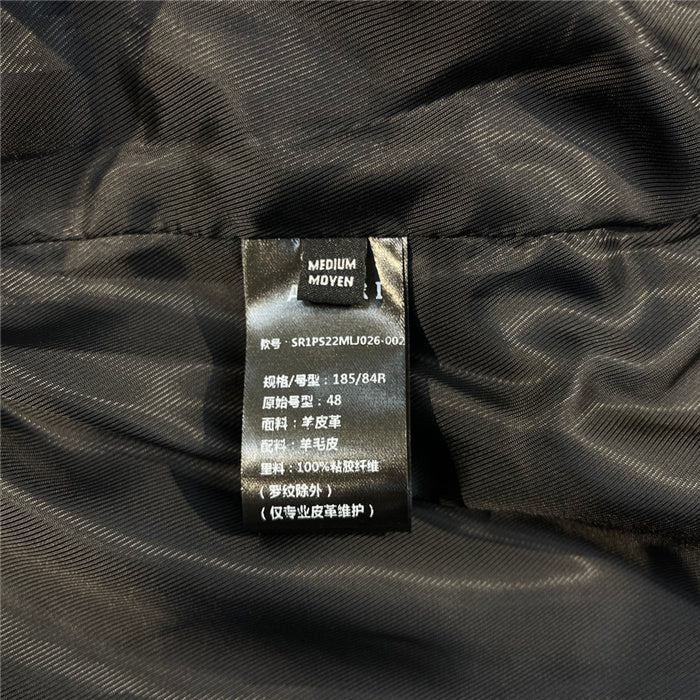 MEDIUM
MOYEN
款号：SR1PS22MLJ026-002
规格/号型：185/84R
原始号型：48
面料：羊皮革
配料：羊毛皮
里料：100%粘胶纤维
（罗纹除外）
（仅专业皮革维护）